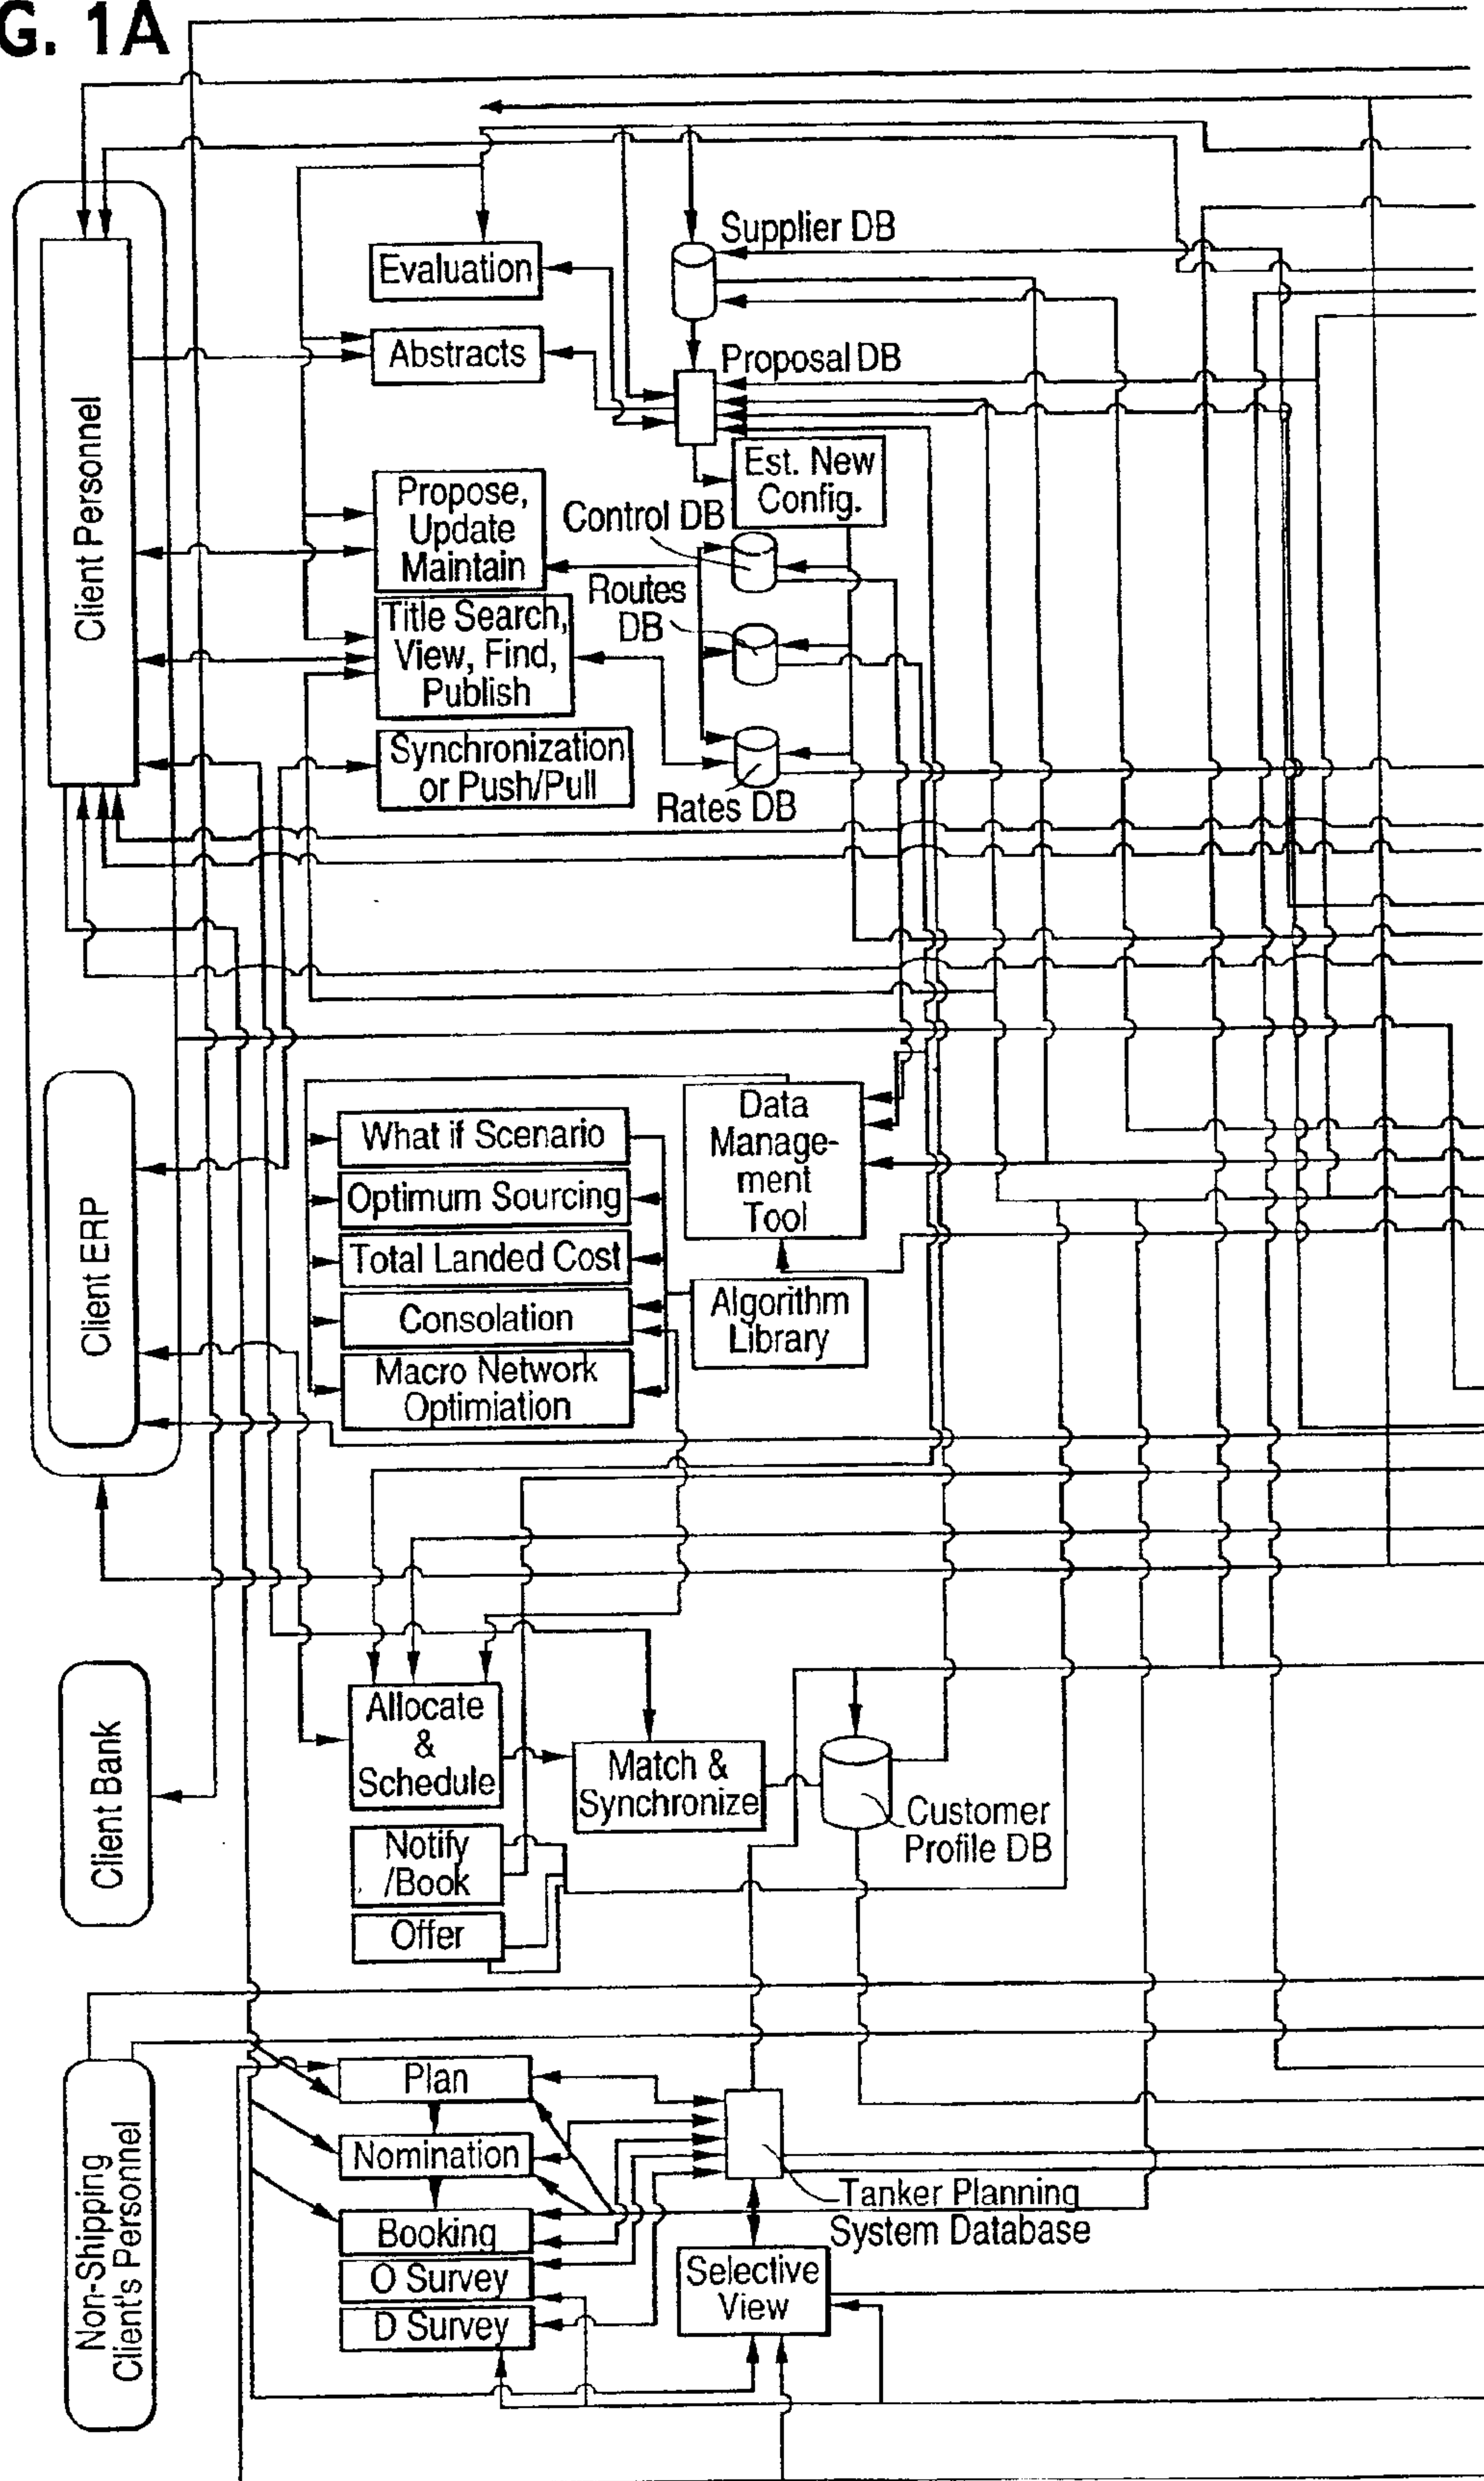 G. 1A
Supplier DB
Evaluation
Abstracts
Proposal DB
Client Personnel
Est. New
Config.
Propose,
Update
Maintain
Control DB
Routes
DB
Title Search,
View, Find,
Publish
Synchronization
or Push/Pull
Rates DB
Client ERP
Data
Manage-
ment
Tool
What if Scenario
Optimum Sourcing
Total Landed Cost
Consolation
Macro Network
Optimiation
Algorithm
Library
Client Bank
Allocate
&
Schedule
Match &
Synchronize
Customer
Profile DB
Notify
/Book
Offer
Non-Shipping
Client's Personnel
Plan
Nomination
Booking
O Survey
D Survey
Tanker Planning
System Database
Selective
View